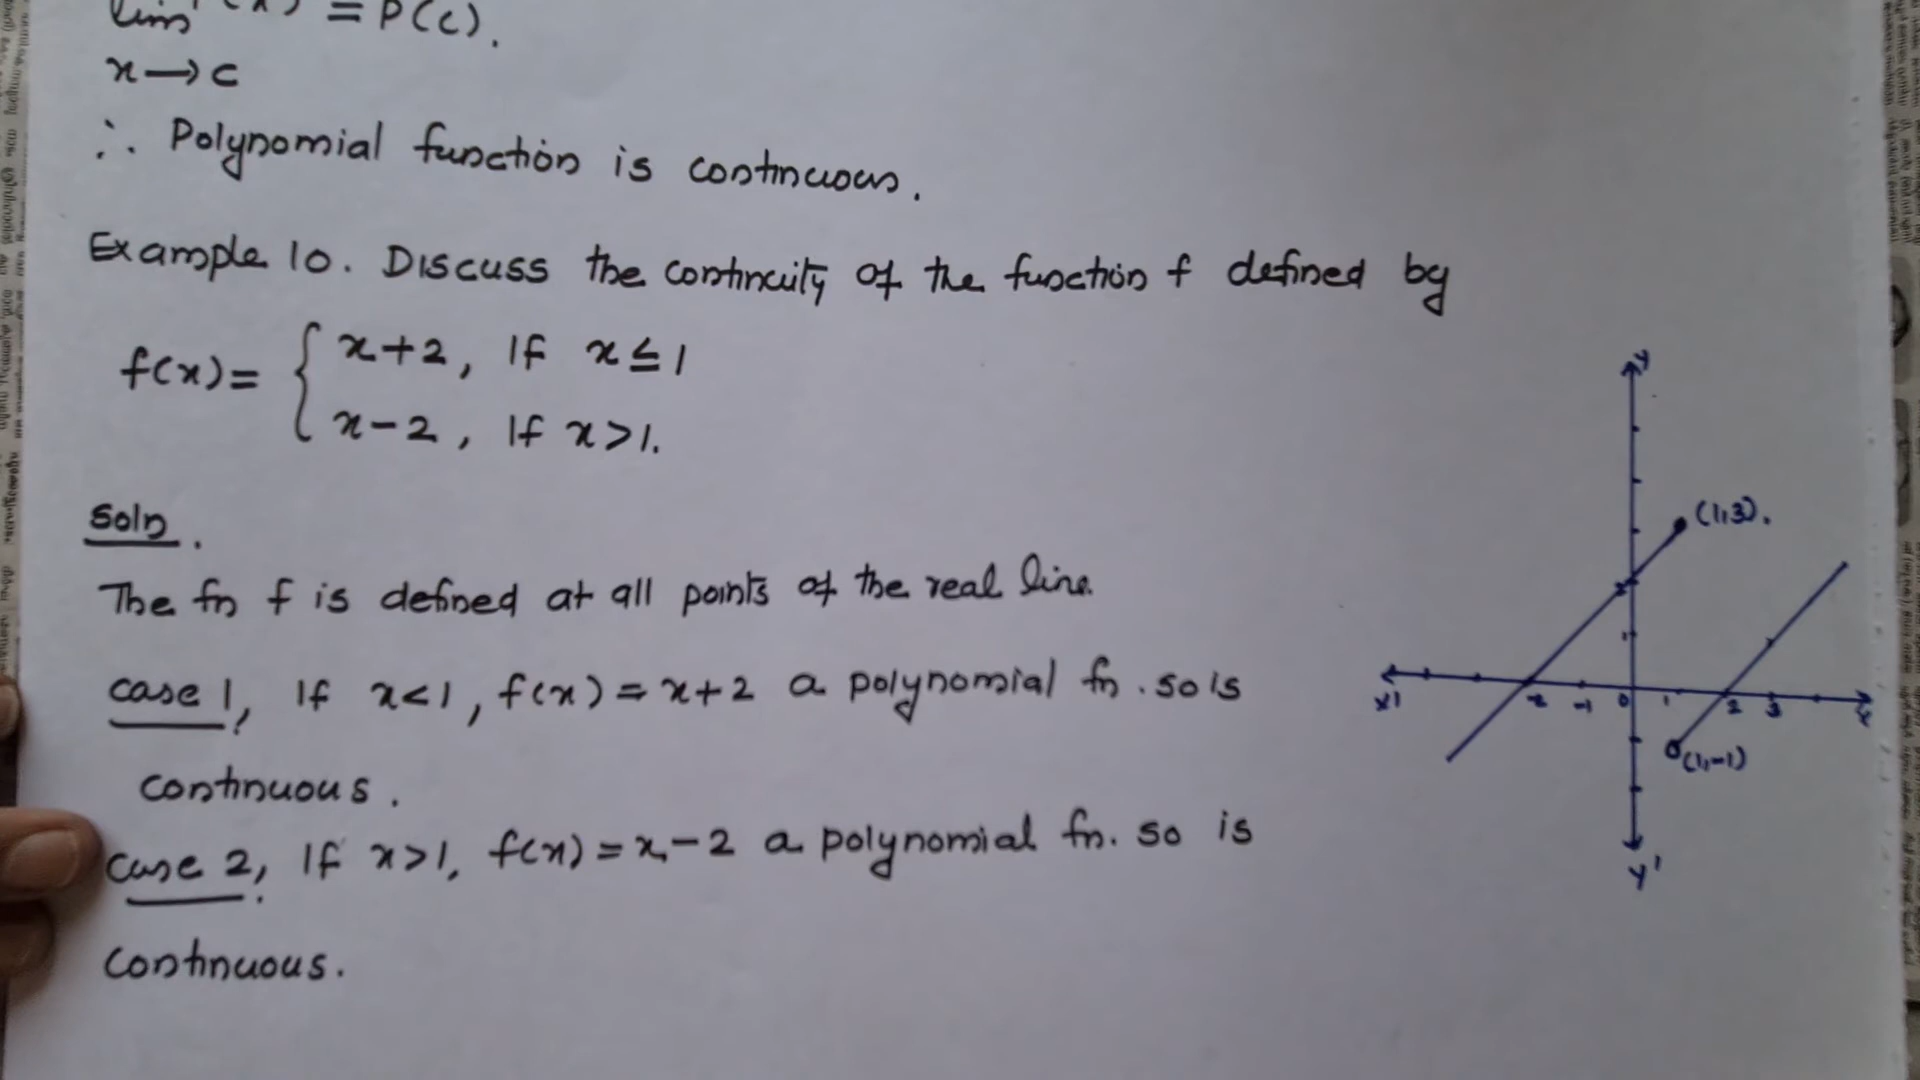 lim P(x) = P(c).
x→c
∴ Polynomial function is continuous.
Example 10. Discuss the continuity of the function f defined by
f(x) = { x+2, If x ≤ 1
x-2, If x>1.
Soln.
The fn f is defined at all points of the real line.
case 1, If x<1, f(x) = x+2 a polynomial fn. so is
continuous.
case 2, If x>1, f(x) = x-2 a polynomial fn. so is
continuous.
Y
(1,3).
2
1
X' -2 -1 0 1 2 3 X
(1,-1)
Y'